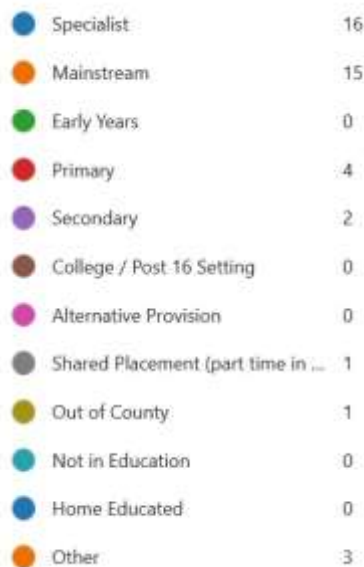 Specialist 16
Mainstream 15
Early Years 0
Primary 4
Secondary 2
College / Post 16 Setting 0
Alternative Provision 0
Shared Placement (part time in ... 1
Out of County 1
Not in Education 0
Home Educated 0
Other 3